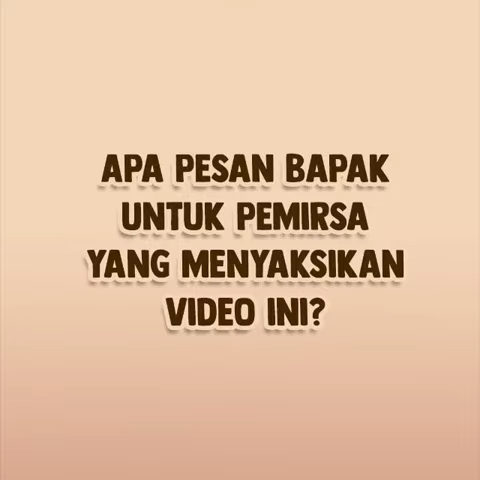 APA PESAN BAPAK
UNTUK PEMIRSA
YANG MENYAKSIKAN
VIDEO INI?